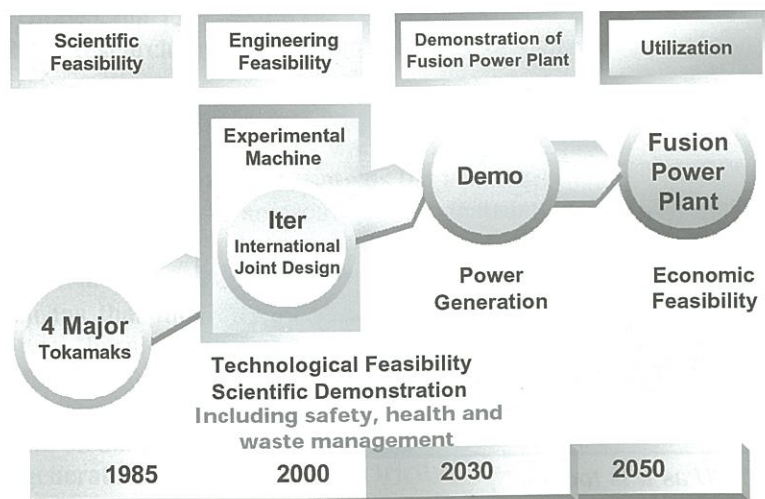 Scientific
Feasibility
Engineering
Feasibility
Demonstration of
Fusion Power Plant
Utilization
Experimental
Machine
Iter
International
Joint Design
4 Major
Tokamaks
Demo
Fusion
Power
Plant
Power
Generation
Economic
Feasibility
Technological Feasibility
Scientific Demonstration
Including safety, health and
waste management
1985
2000
2030
2050